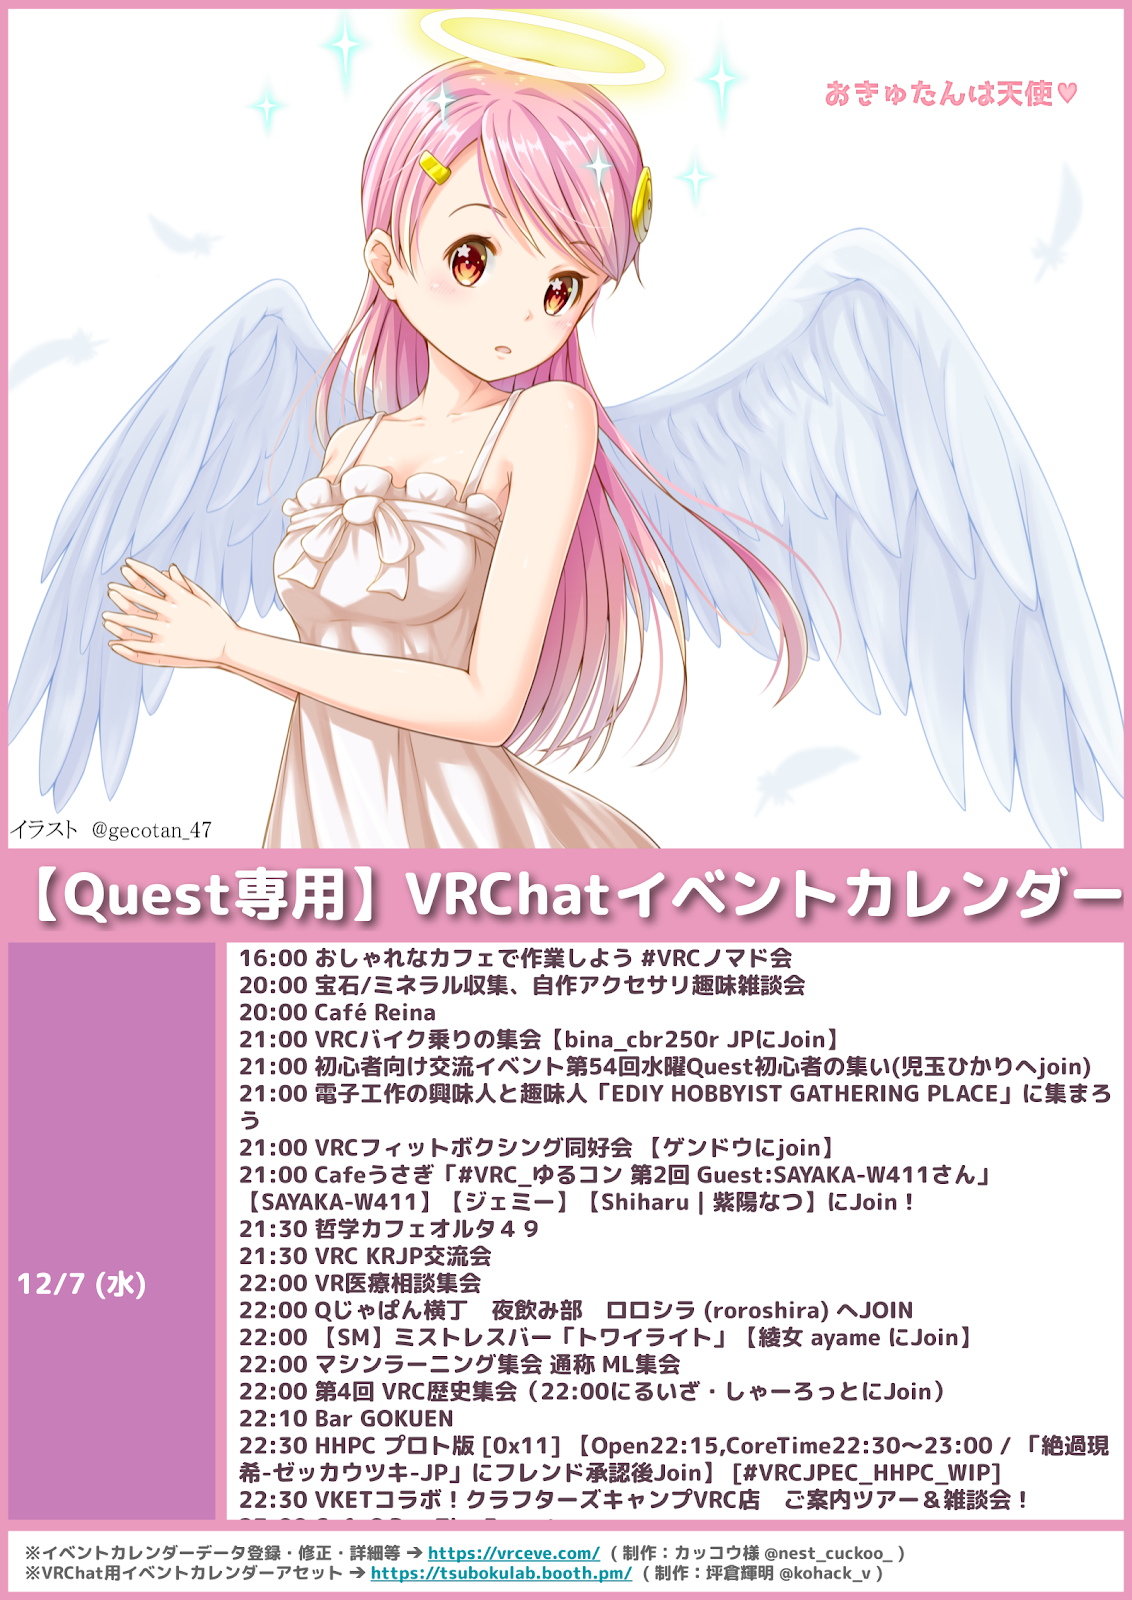 おきゅたんは天使♥
イラスト @gecotan_47
【Quest専用】VRChatイベントカレンダー
12/7 (水)
16:00 おしゃれなカフェで作業しよう #VRCノマド会
20:00 宝石/ミネラル収集、自作アクセサリ趣味雑談会
20:00 Café Reina
21:00 VRCバイク乗りの集会【bina_cbr250r JPにJoin】
21:00 初心者向け交流イベント第54回水曜Quest初心者の集い(児玉ひかりへjoin)
21:00 電子工作の興味人と趣味人「EDIY HOBBYIST GATHERING PLACE」に集まろ
う
21:00 VRCフィットボクシング同好会 【ゲンドウにjoin】
21:00 Cafeうさぎ「#VRC_ゆるコン 第2回 Guest:SAYAKA-W411さん」
【SAYAKA-W411】【ジェミー】【Shiharu | 紫陽なつ】にJoin！
21:30 哲学カフェオルタ４９
21:30 VRC KRJP交流会
22:00 VR医療相談集会
22:00 Qじゃぱん横丁　夜飲み部　ロロシラ (roroshira) へJOIN
22:00 【SM】ミストレスバー「トワイライト」【綾女 ayame にJoin】
22:00 マシンラーニング集会 通称 ML集会
22:00 第4回 VRC歴史集会（22:00にるいざ・しゃーろっとにJoin）
22:10 Bar GOKUEN
22:30 HHPC プロト版 [0x11] 【Open22:15,CoreTime22:30～23:00 / 「絶過現
希-ゼッカウツキ-JP」にフレンド承認後Join】 [#VRCJPEC_HHPC_WIP]
22:30 VKETコラボ！クラフターズキャンプVRC店　ご案内ツアー＆雑談会！
※イベントカレンダーデータ登録・修正・詳細等 ➔ https://vrceve.com/ （制作：カッコウ様 @nest_cuckoo_）
※VRChat用イベントカレンダーアセット ➔ https://tsubokulab.booth.pm/ （制作：坪倉輝明 @kohack_v）